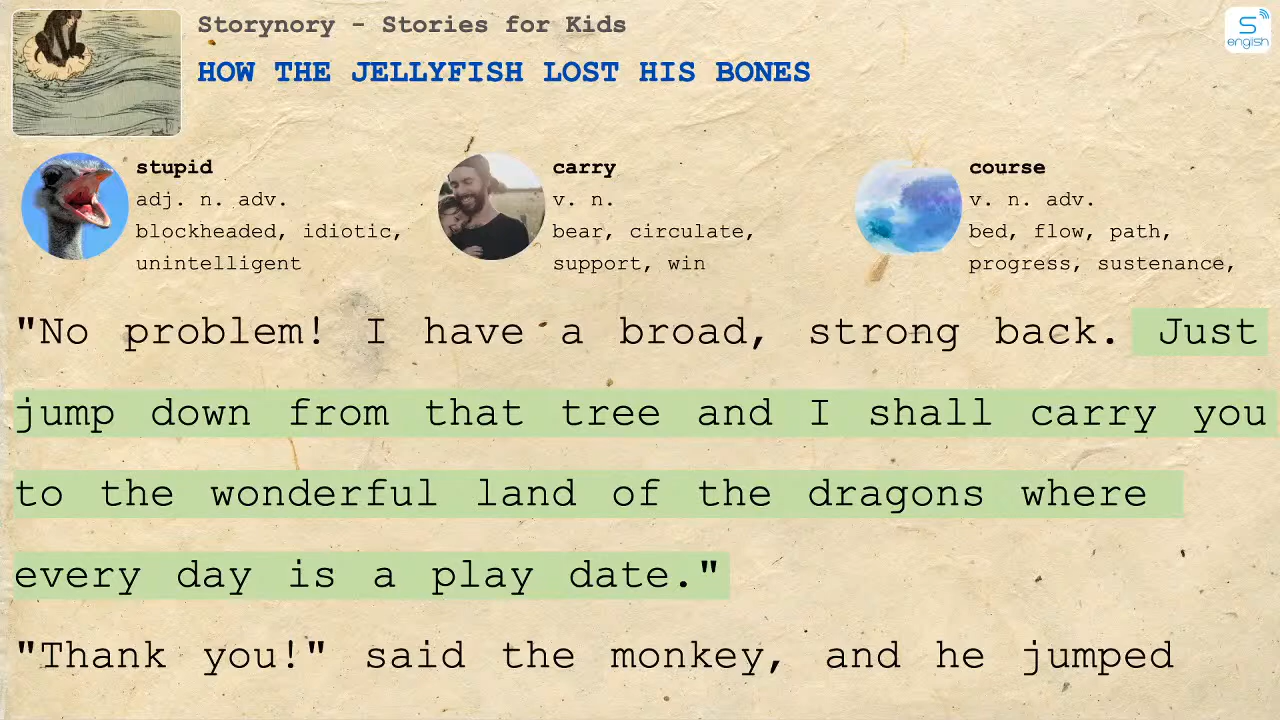 Storynory - Stories for Kids
HOW THE JELLYFISH LOST HIS BONES
S
english
stupid
adj. n. adv.
blockheaded, idiotic,
unintelligent
carry
v. n.
bear, circulate,
support, win
course
v. n. adv.
bed, flow, path,
progress, sustenance,
"No problem! I have a broad, strong back. Just
jump down from that tree and I shall carry you
to the wonderful land of the dragons where
every day is a play date."
"Thank you!" said the monkey, and he jumped